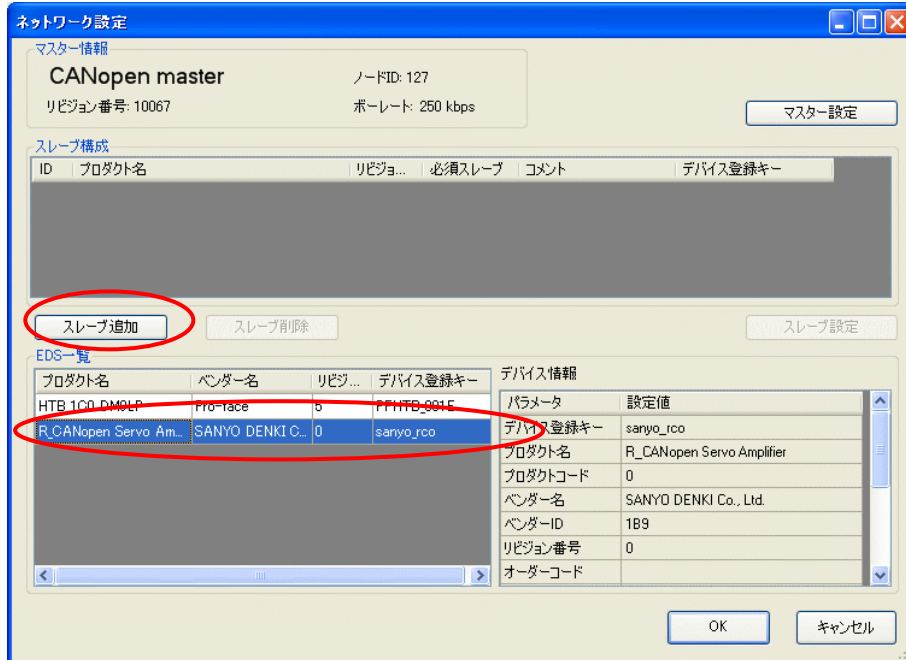 ネットワーク設定
マスター情報
CANopen master
ノードID: 127
リビジョン番号: 10067
ボーレート: 250 kbps
マスター設定
スレーブ構成
ID プロダクト名 リビジョ... 必須スレーブ コメント デバイス登録キー
スレーブ追加 スレーブ削除 スレーブ設定
EDS一覧
プロダクト名 ベンダー名 リビジ... デバイス登録キー
HTB 1C0 DM9LP Pro-face 5 PFHTB_001E
R_CANopen Servo Am... SANYO DENKI C... 0 sanyo_rco
デバイス情報
パラメータ 設定値
デバイス登録キー sanyo_rco
プロダクト名 R_CANopen Servo Amplifier
プロダクトコード 0
ベンダー名 SANYO DENKI Co., Ltd.
ベンダーID 1B9
リビジョン番号 0
オーダーコード
OK キャンセル